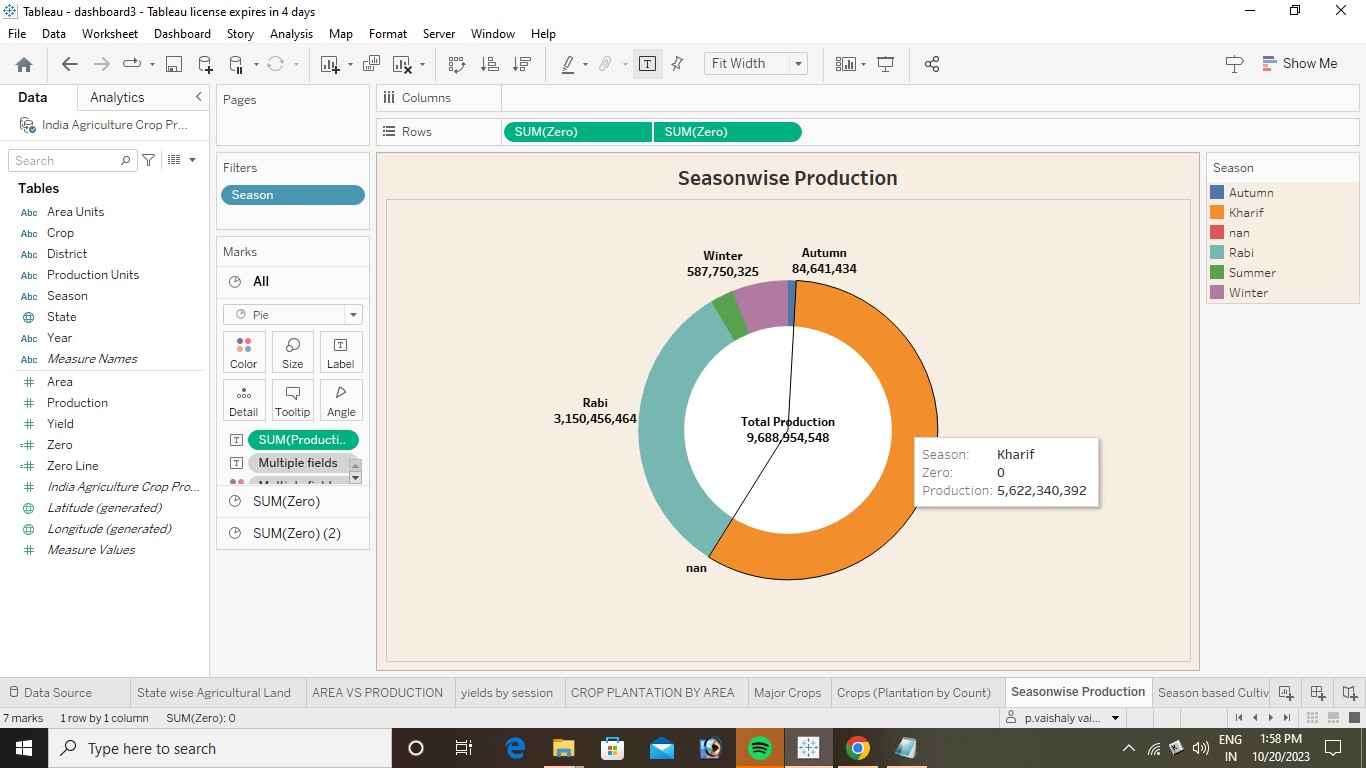 Tableau - dashboard3 - Tableau license expires in 4 days
File Data Worksheet Dashboard Story Analysis Map Format Server Window Help
Fit Width
Show Me
Data Analytics
India Agriculture Crop Pr...
Search
Tables
Abc Area Units
Abc Crop
Abc District
Abc Production Units
Abc Season
State
Abc Year
Abc Measure Names
Area
Production
Yield
Zero
Zero Line
India Agriculture Crop Pro...
Latitude (generated)
Longitude (generated)
Measure Values
Pages
Filters
Season
Marks
All
Pie
Color Size Label
Detail Tooltip Angle
SUM(Producti..
Multiple fields
SUM(Zero)
SUM(Zero) (2)
Columns
Rows SUM(Zero) SUM(Zero)
Seasonwise Production
Winter
587,750,325
Autumn
84,641,434
Rabi
3,150,456,464
Total Production
9,688,954,548
nan
Season: Kharif
Zero: 0
Production: 5,622,340,392
Season
Autumn
Kharif
nan
Rabi
Summer
Winter
Data Source State wise Agricultural Land AREA VS PRODUCTION yields by session CROP PLANTATION BY AREA Major Crops Crops (Plantation by Count) Seasonwise Production Season based Cultiv
7 marks 1 row by 1 column SUM(Zero): 0 p.vaishaly vai...
Type here to search
ENG
IN
1:58 PM
10/20/2023